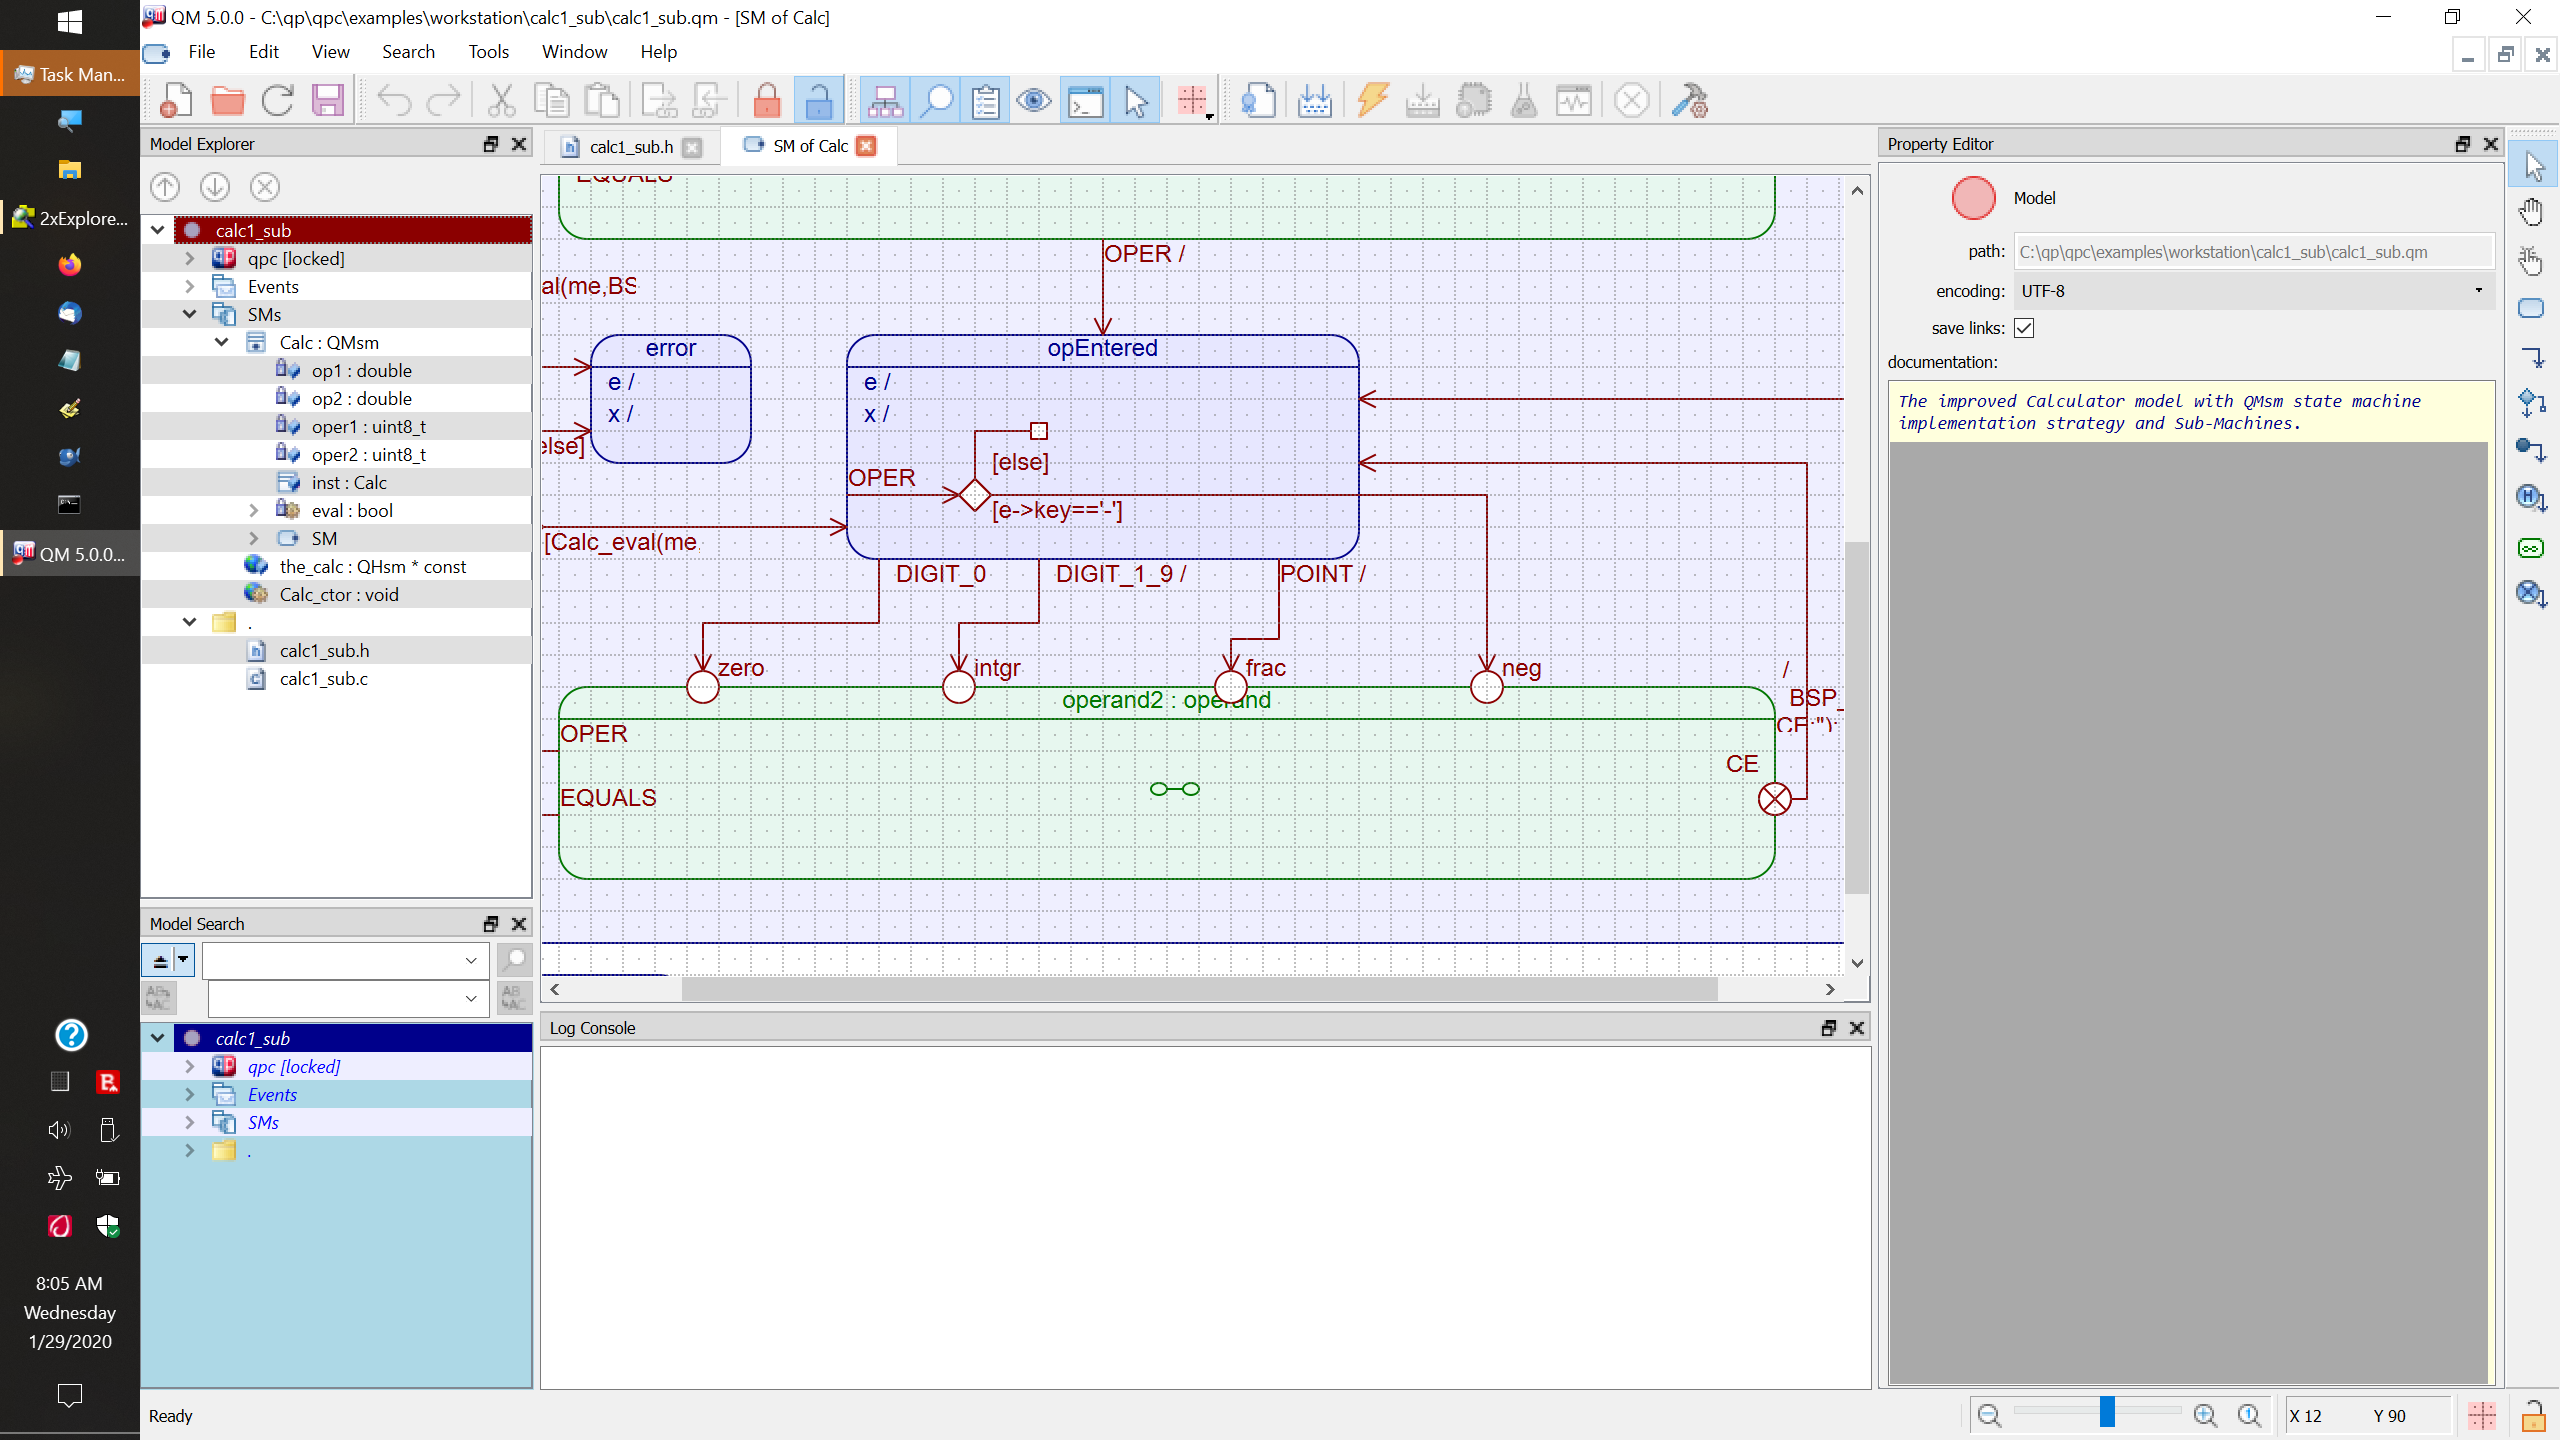 QM 5.0.0 - C:\qp\qpc\examples\workstation\calc1_sub\calc1_sub.qm - [SM of Calc]
File Edit View Search Tools Window Help
Task Man...
2xExplore...
QM 5.0.0...
8:05 AM
Wednesday
1/29/2020
Model Explorer
calc1_sub
qpc [locked]
Events
SMs
Calc : QMsm
op1 : double
op2 : double
oper1 : uint8_t
oper2 : uint8_t
inst : Calc
eval : bool
SM
the_calc : QHsm * const
Calc_ctor : void
.
calc1_sub.h
calc1_sub.c
Model Search
calc1_sub
qpc [locked]
Events
SMs
.
calc1_sub.h
SM of Calc
EQUALS
OPER /
al(me,BS
error
e /
x /
else]
opEntered
e /
x /
[else]
OPER
[e->key=='-']
[Calc_eval(me
DIGIT_0
DIGIT_1_9 /
POINT /
zero
intgr
frac
neg
/
BSP_
CE:");
operand2 : operand
OPER
CE
EQUALS
Log Console
Property Editor
Model
path: C:\qp\qpc\examples\workstation\calc1_sub\calc1_sub.qm
encoding: UTF-8
save links:
documentation:
The improved Calculator model with QMsm state machine
implementation strategy and Sub-Machines.
Ready
X 12 Y 90